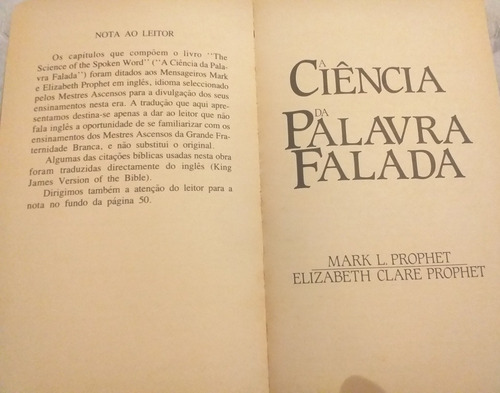 NOTA AO LEITOR
Os capítulos que compõem o livro "The
Science of the Spoken Word" ("A Ciência da Pala-
vra Falada") foram ditados aos Mensageiros Mark
e Elizabeth Prophet em inglês, idioma seleccionado
pelos Mestres Ascensos para a divulgação dos seus
ensinamentos nesta era. A tradução que aqui apre-
sentamos destina-se apenas a dar ao leitor que não
fala inglês a oportunidade de se familiarizar com os
ensinamentos dos Mestres Ascensos da Grande Fra-
ternidade Branca, e não substitui o original.
Algumas das citações bíblicas usadas nesta obra
foram traduzidas directamente do inglês (King
James Version of the Bible).
Dirigimos também a atenção do leitor para a
nota no fundo da página 50.
A
CIÊNCIA
DA
PALAVRA
FALADA
MARK L. PROPHET
ELIZABETH CLARE PROPHET